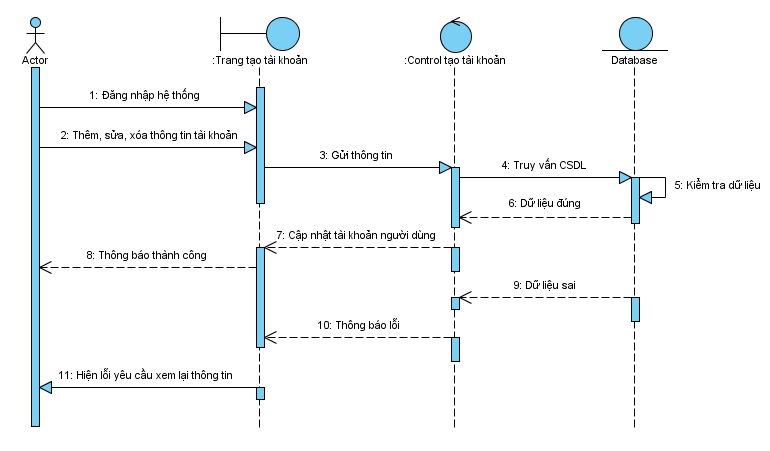 Actor
:Trang tạo tài khoản
:Control tạo tài khoản
Database
1: Đăng nhập hệ thống
2: Thêm, sửa, xóa thông tin tài khoản
3: Gửi thông tin
4: Truy vấn CSDL
5: Kiểm tra dữ liệu
6: Dữ liệu đúng
7: Cập nhật tài khoản người dùng
8: Thông báo thành công
9: Dữ liệu sai
10: Thông báo lỗi
11: Hiện lỗi yêu cầu xem lại thông tin